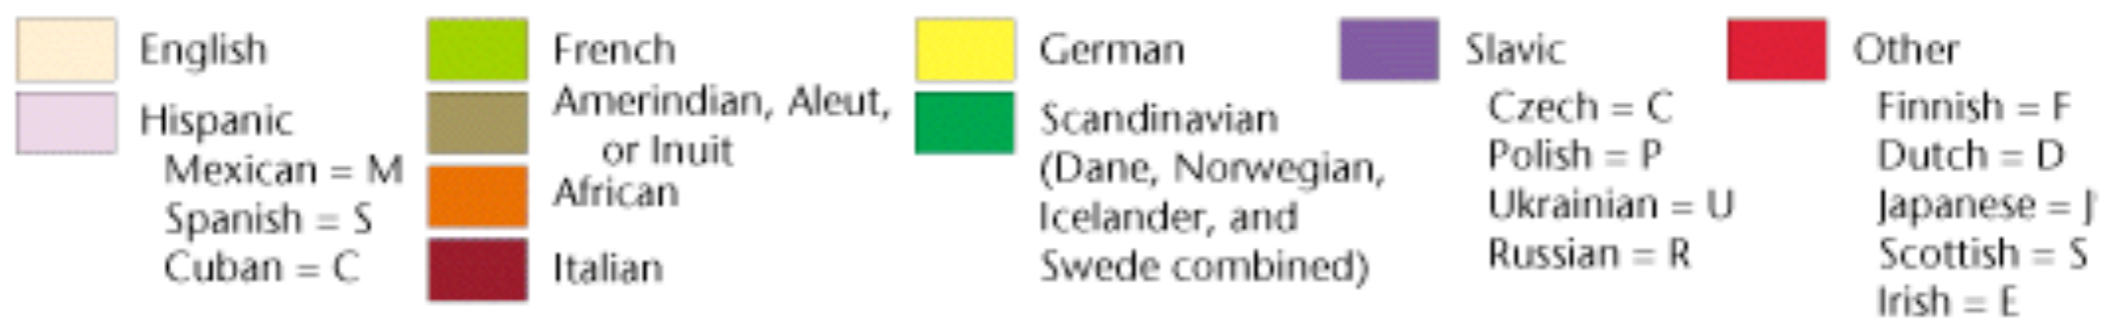 English
Hispanic
Mexican = M
Spanish = S
Cuban = C
French
Amerindian, Aleut,
or Inuit
African
Italian
German
Scandinavian
(Dane, Norwegian,
Icelander, and
Swede combined)
Slavic
Czech = C
Polish = P
Ukrainian = U
Russian = R
Other
Finnish = F
Dutch = D
Japanese = J
Scottish = S
Irish = E